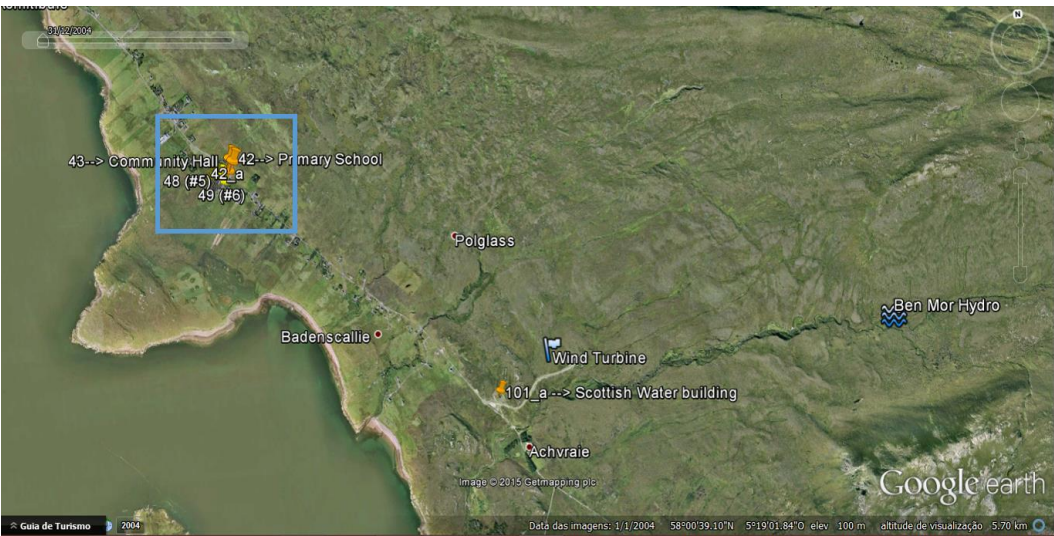 31/12/2004
N
43--> Community Hall
42--> Primary School
42_a
48 (#5)
49 (#6)
Polglass
Ben Mor Hydro
Badenscallie
Wind Turbine
101_a --> Scottish Water building
Achvraie
Image © 2015 Getmapping plc
Google earth
Guia de Turismo
2004
Data das imagens: 1/1/2004 58°00'39.10"N 5°19'01.84"O elev 100 m altitude de visualização 5.70 km